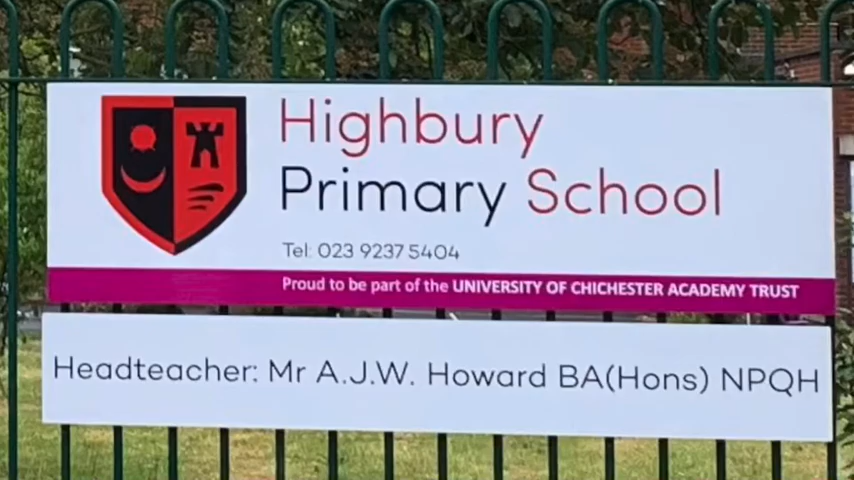 Highbury
Primary School
Tel: 023 9237 5404
Proud to be part of the UNIVERSITY OF CHICHESTER ACADEMY TRUST
Headteacher: Mr A.J.W. Howard BA(Hons) NPQH